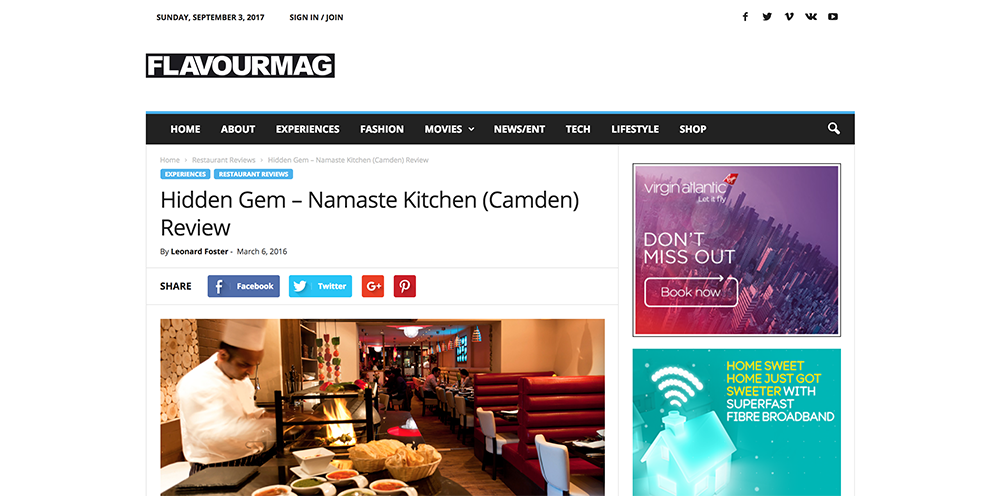 SUNDAY, SEPTEMBER 3, 2017 SIGN IN / JOIN
FLAVOURMAG
HOME ABOUT EXPERIENCES FASHION MOVIES NEWS/ENT TECH LIFESTYLE SHOP
Home › Restaurant Reviews › Hidden Gem – Namaste Kitchen (Camden) Review
EXPERIENCES RESTAURANT REVIEWS
Hidden Gem – Namaste Kitchen (Camden)
Review
By Leonard Foster - March 6, 2016
SHARE Facebook Twitter G+
virgin atlantic
Let it fly
DON'T
MISS OUT
Book now
HOME SWEET
HOME JUST GOT
SWEETER WITH
SUPERFAST
FIBRE BROADBAND